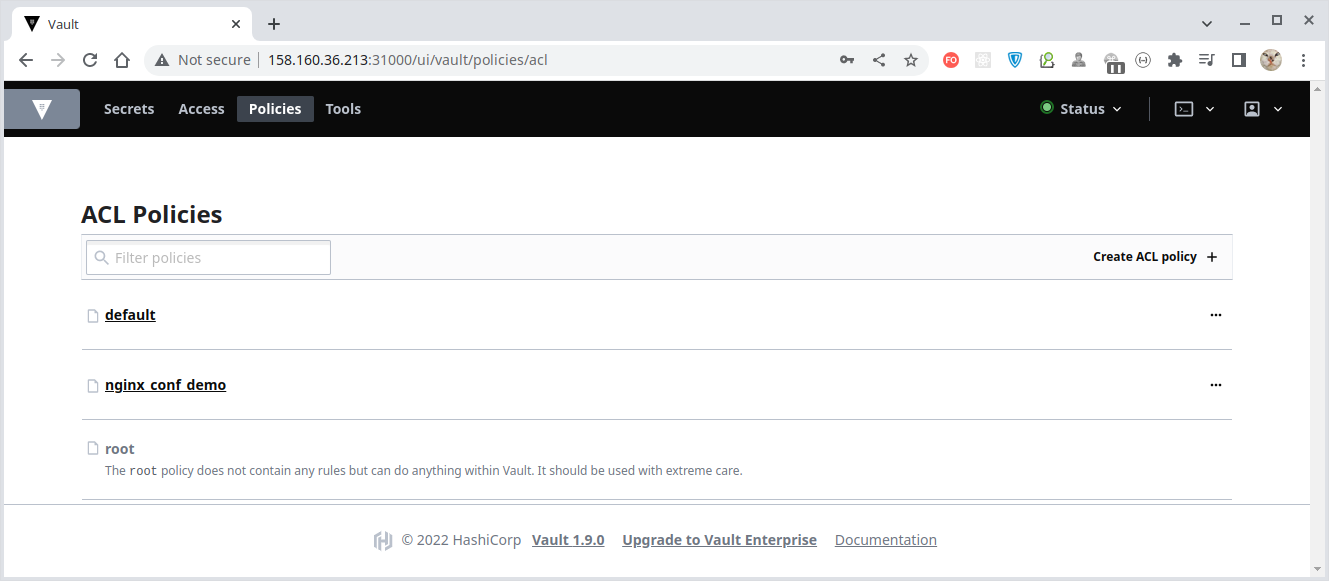 Vault
Not secure 158.160.36.213:31000/ui/vault/policies/acl
FO
Secrets Access Policies Tools Status
ACL Policies
Filter policies Create ACL policy +
default
nginx_conf_demo
root
The root policy does not contain any rules but can do anything within Vault. It should be used with extreme care.
© 2022 HashiCorp Vault 1.9.0 Upgrade to Vault Enterprise Documentation